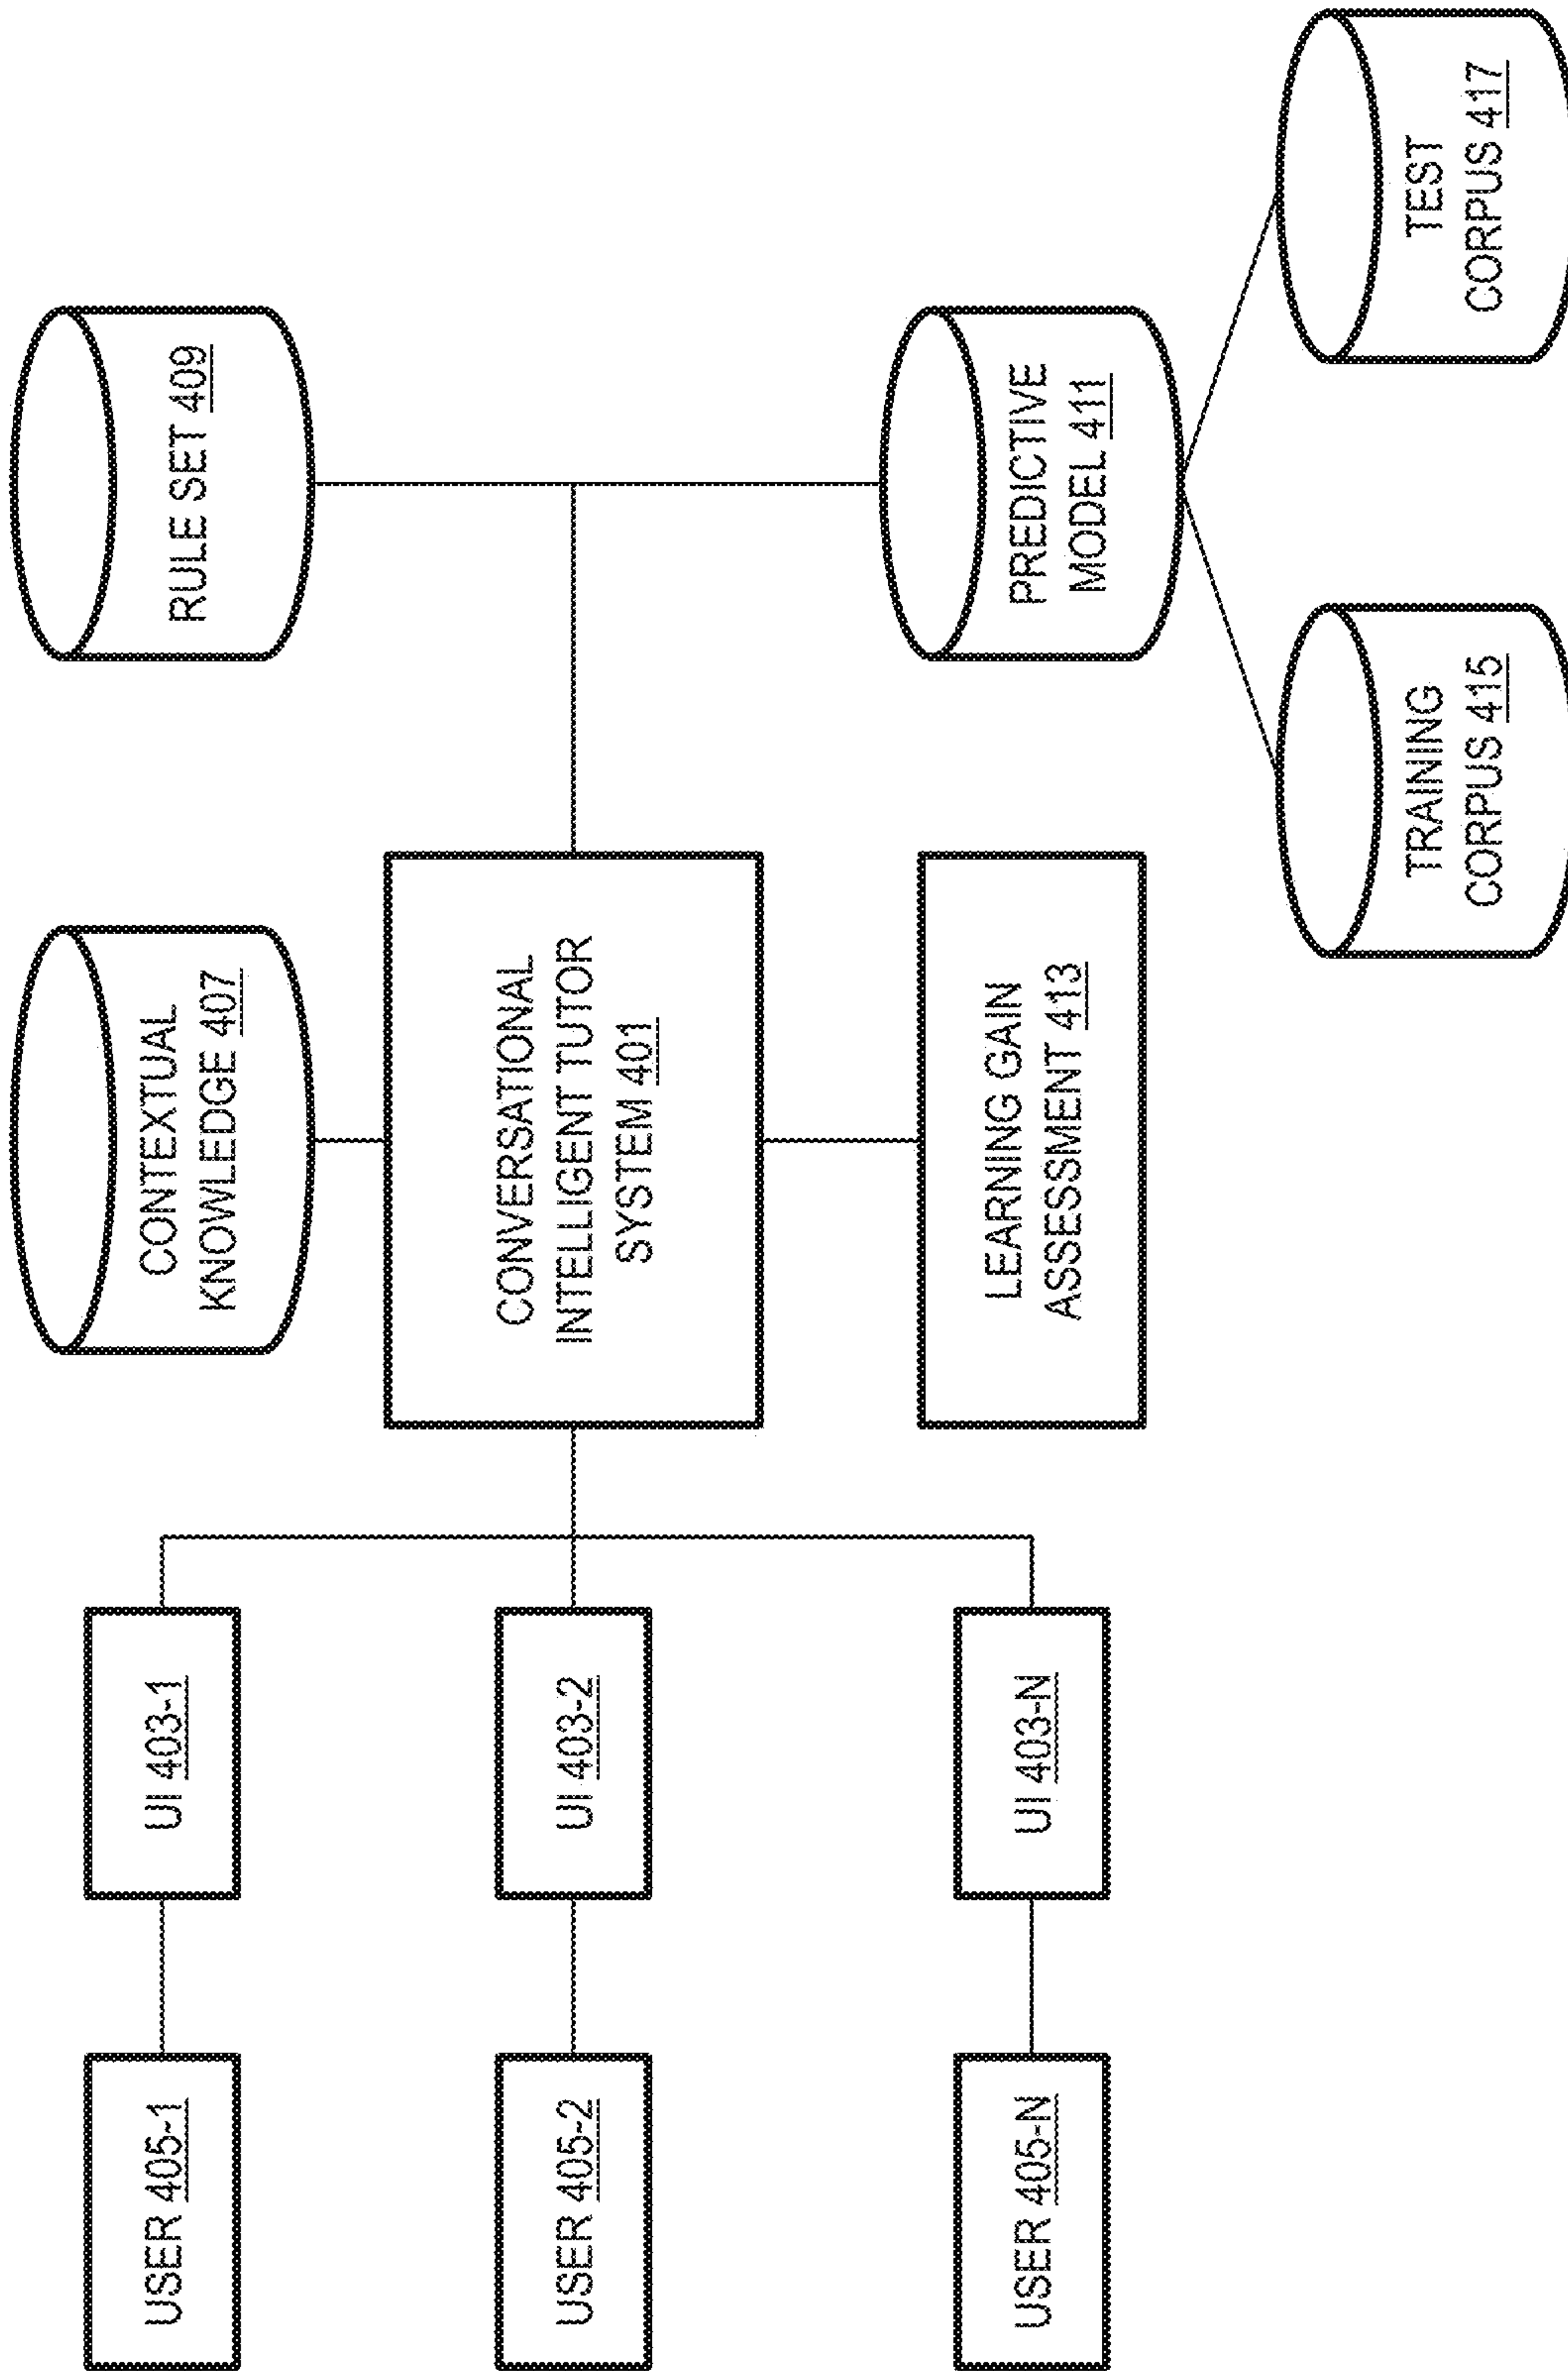 USER 405-1
UI 403-1
USER 405-2
UI 403-2
USER 405-N
UI 403-N
CONTEXTUAL
KNOWLEDGE 407
CONVERSATIONAL
INTELLIGENT TUTOR
SYSTEM 401
LEARNING GAIN
ASSESSMENT 413
RULE SET 409
PREDICTIVE
MODEL 411
TRAINING
CORPUS 415
TEST
CORPUS 417